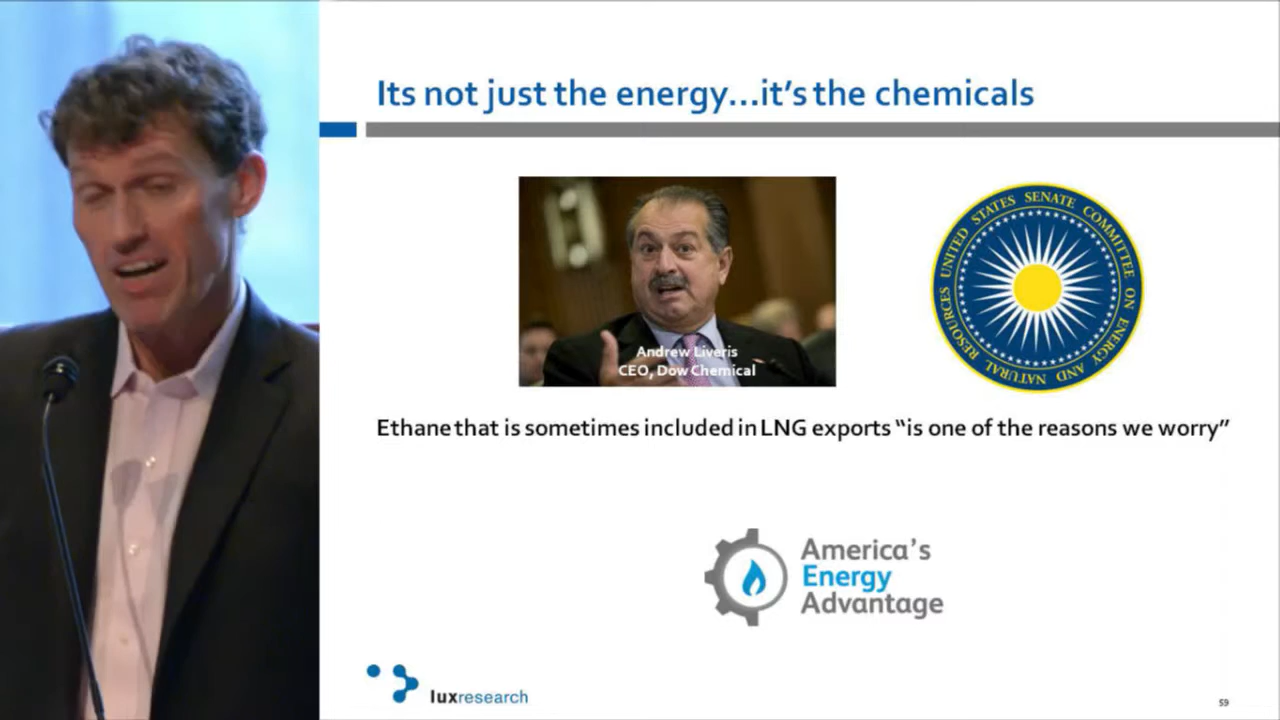 Its not just the energy...it's the chemicals
Andrew Liveris
CEO, Dow Chemical
UNITED STATES SENATE COMMITTEE ON ENERGY AND NATURAL RESOURCES
Ethane that is sometimes included in LNG exports “is one of the reasons we worry”
America's
Energy
Advantage
luxresearch
59